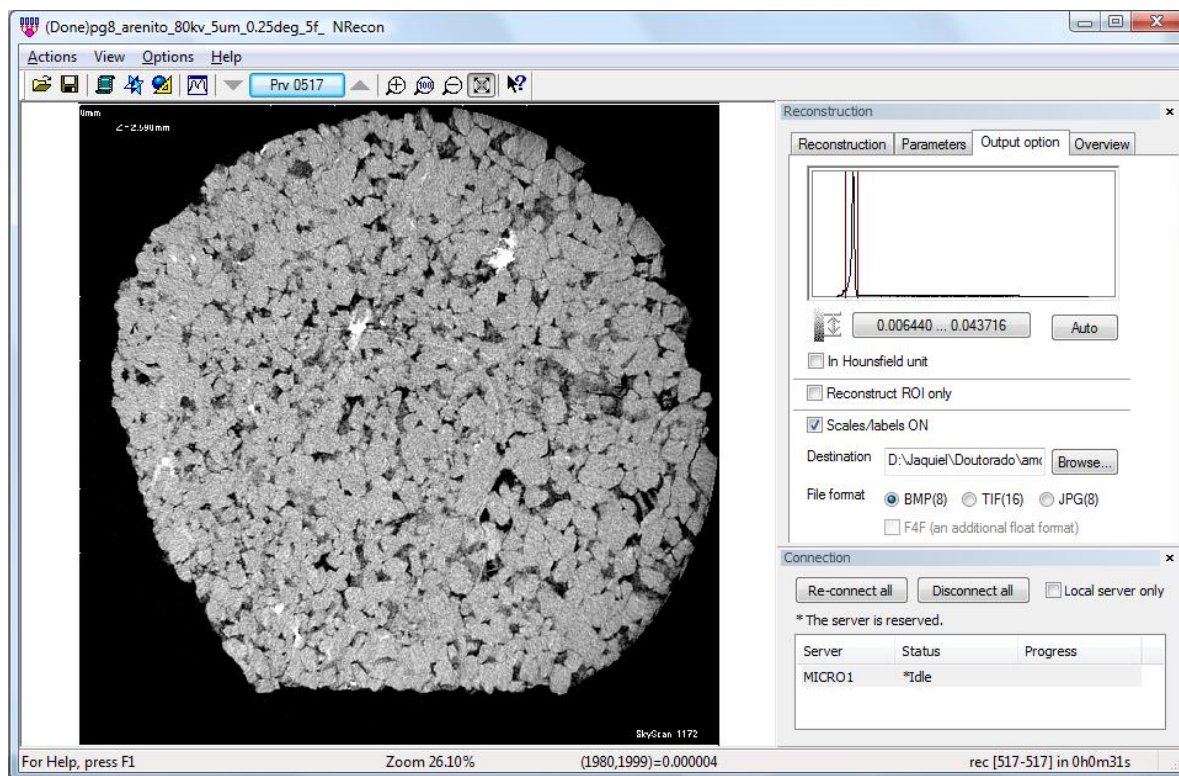 (Done)pg8_arenito_80kv_5um_0.25deg_5f_ NRecon
Actions View Options Help
Prv 0517
100
0mm
Z=2.590mm
SkyScan 1172
Reconstruction
Reconstruction Parameters Output option Overview
0.006440 ... 0.043716 Auto
In Hounsfield unit
Reconstruct ROI only
Scales/labels ON
Destination D:\Jaquiel\Doutorado\amo Browse...
File format BMP(8) TIF(16) JPG(8)
F4F (an additional float format)
Connection
Re-connect all Disconnect all Local server only
* The server is reserved.
Server Status Progress
MICRO1 *Idle
For Help, press F1 Zoom 26.10% (1980,1999)=0.000004 rec [517-517] in 0h0m31s